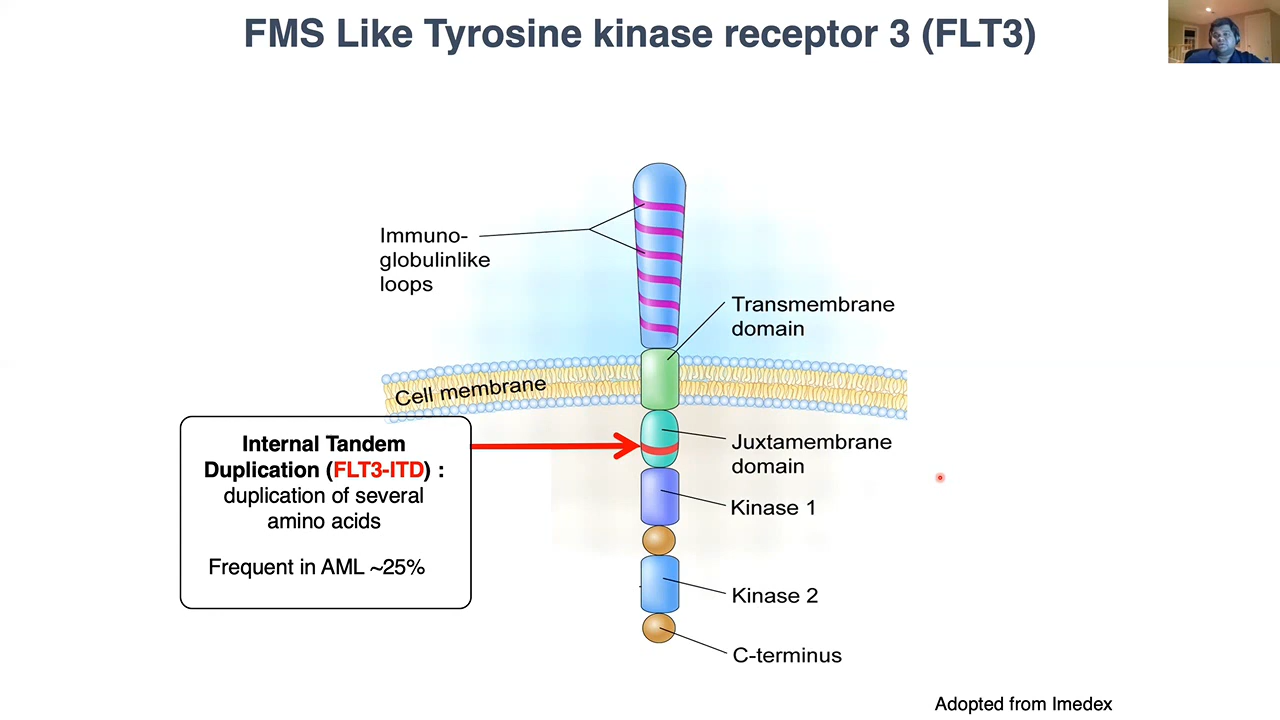 FMS Like Tyrosine kinase receptor 3 (FLT3)
Immuno-
globulinlike
loops
Transmembrane
domain
Cell membrane
Internal Tandem
Duplication (FLT3-ITD) :
duplication of several
amino acids
Frequent in AML ~25%
Juxtamembrane
domain
Kinase 1
Kinase 2
C-terminus
Adopted from Imedex